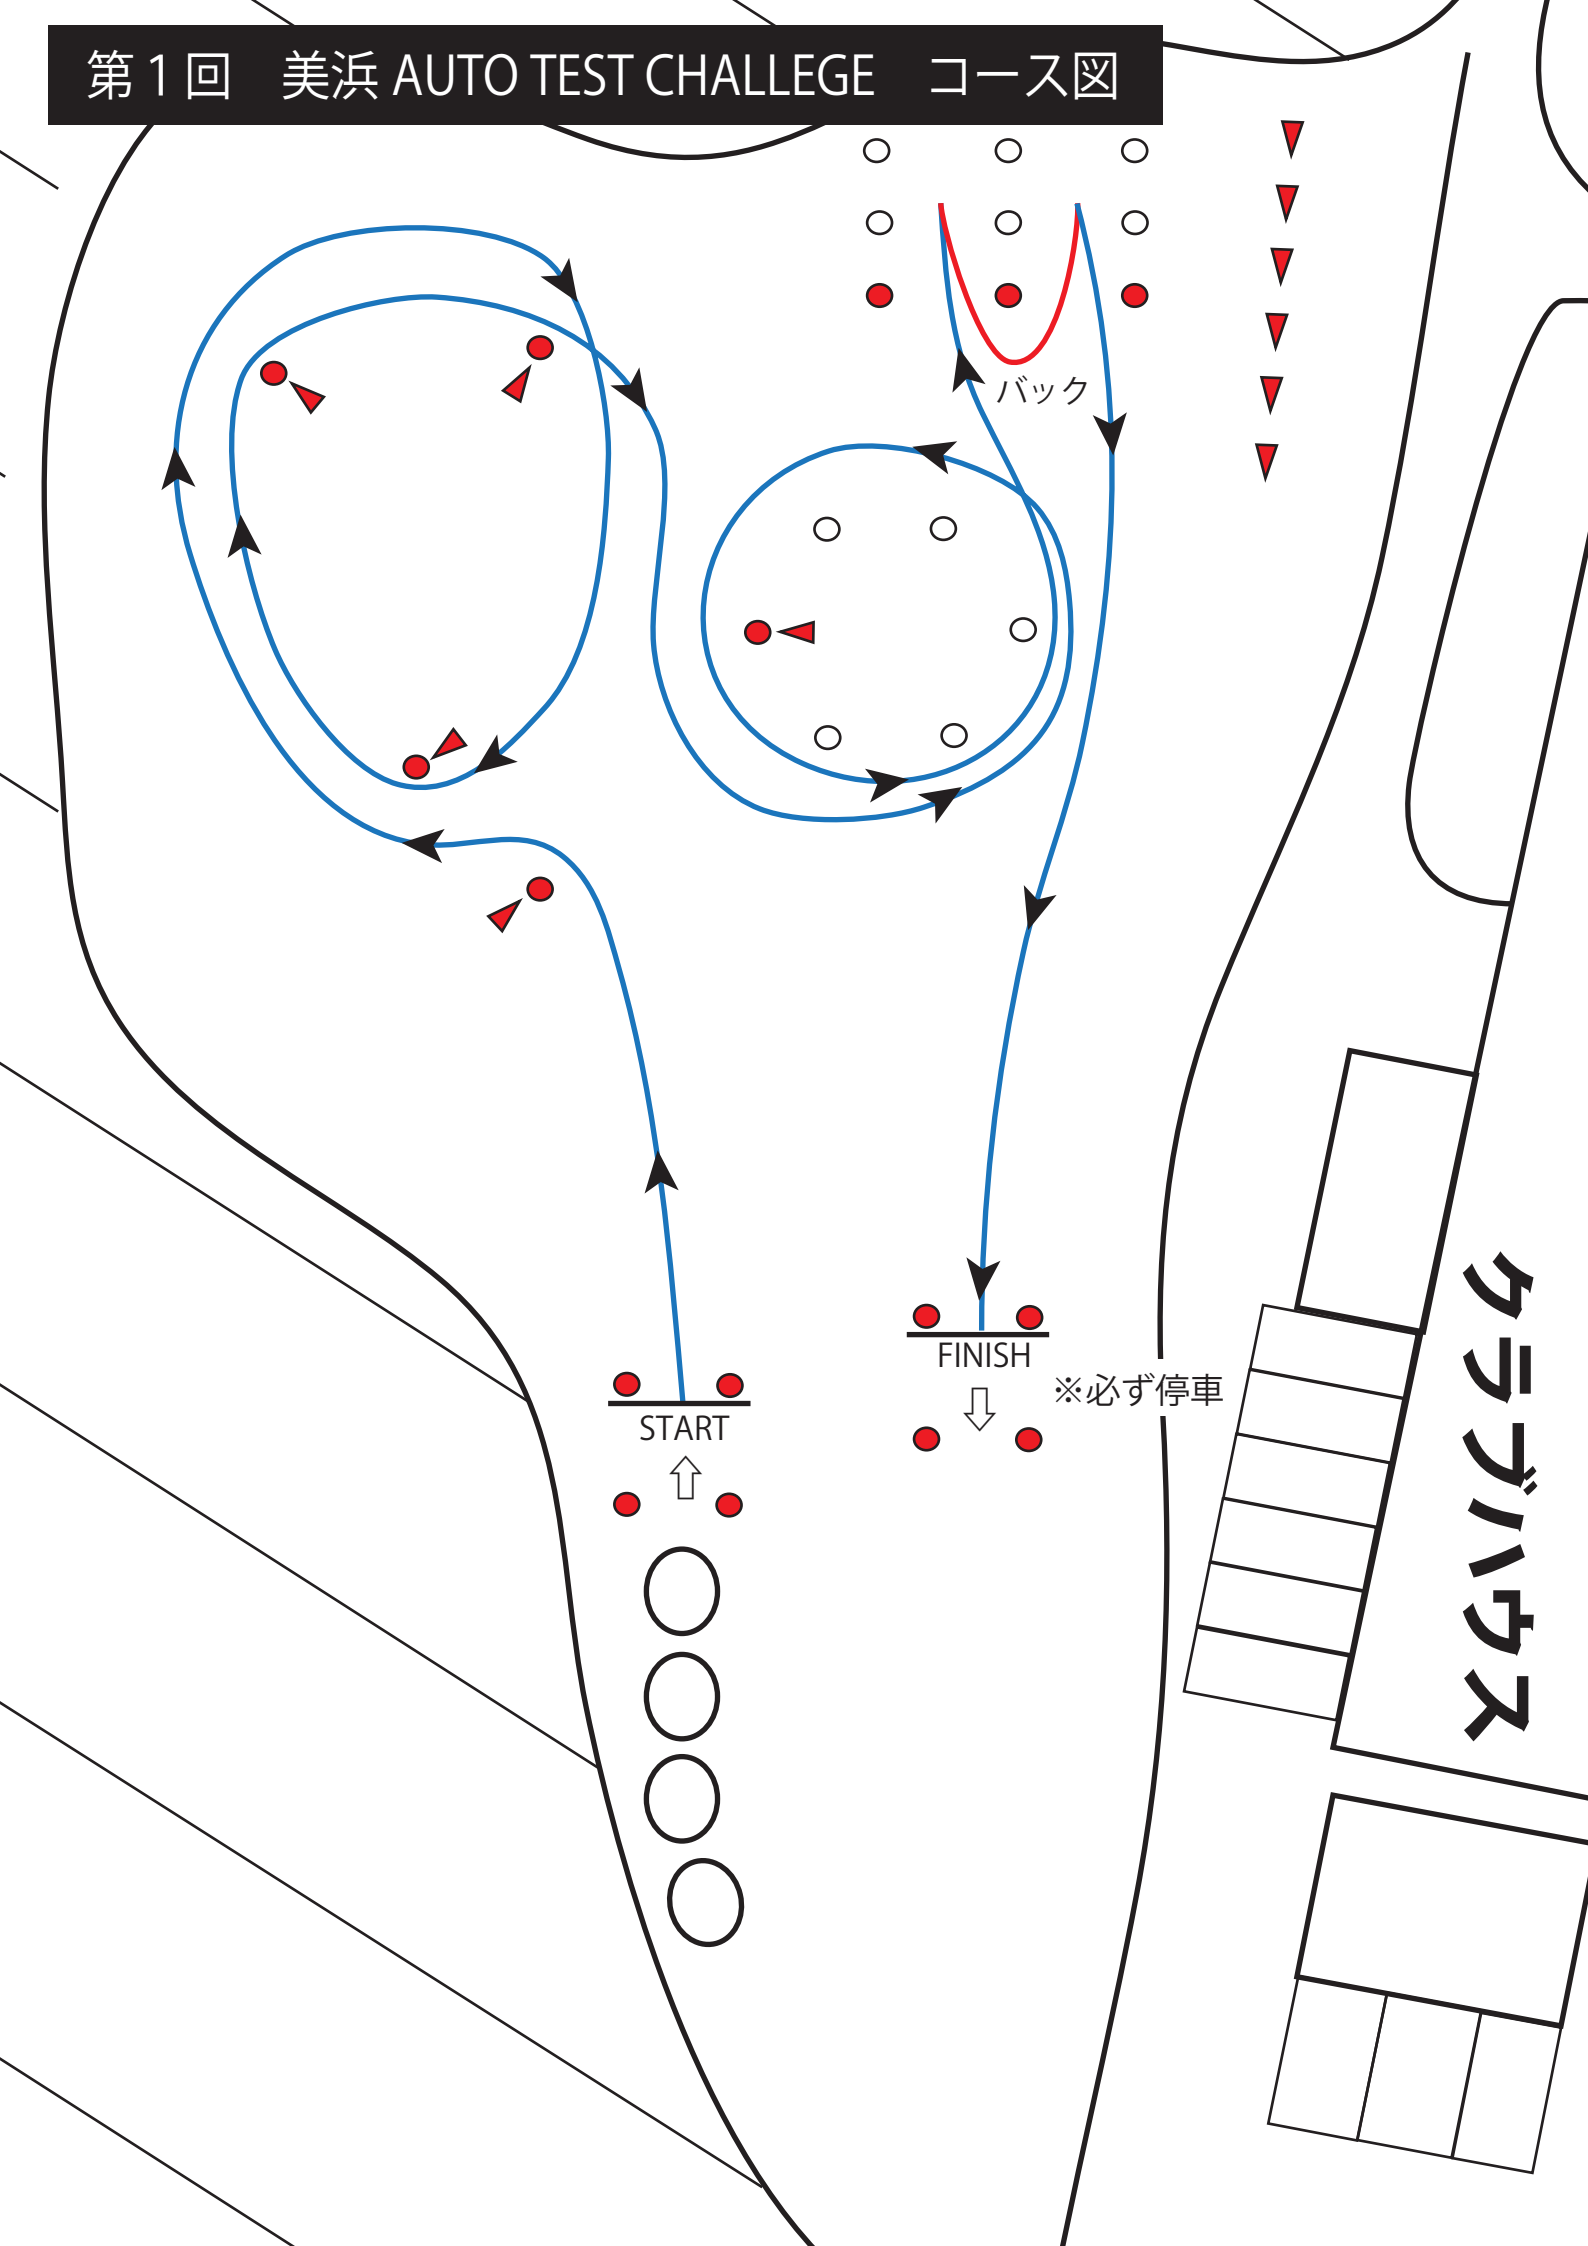 第1回　美浜 AUTO TEST CHALLEGE　コース図
バック
FINISH
※必ず停車
START
クラブハウス